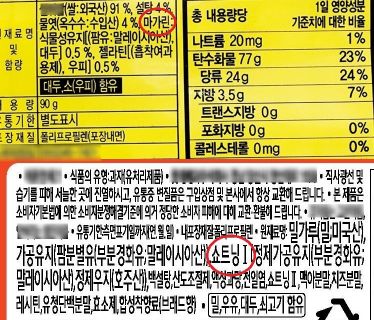 (쌀:외국산) 91 %, 설탕 4 %,
물엿(옥수수:수입산) 4 %, 마가린
식물성유지(팜유:말레이시아산,
대두) 0.5 %, 젤라틴(흡착여과
용제), 우피) 0.5 %
및
함량
대두, 소(우피) 함유
용량 90 g
유통기한 별도표시
포장재질 폴리프로필렌(포장내면)
총 내용량당
1일 영양성분
기준치에 대한 비율
나트륨 20mg 1%
탄수화물 77g 23%
당류 24g 24%
지방 3.5g 7%
트랜스지방 0g
포화지방 0g 0%
콜레스테롤 0mg 0%
• 식품의 유형:과자(유처리제품)
• 직사광선 및
습기를 피해 서늘한 곳에 진열하시고, 유통중 변질품은 구입상점 및 본사에서 항상 교환해 드립니다. • 본 제품은
소비자기본법에 의한 소비자분쟁해결기준에 의거 정당한 소비자 피해에 대해 교환·환불해 드립니다.
• 유통기한:측면표기일까지(연.월.일) • 내포장재질:폴리프로필렌 • 원재료명: 밀가루(밀:미국산),
가공유지(팜분별유(부분경화유:말레이시아산), 쇼트닝 I 정제가공유지(부분경화유:
말레이시아산), 정제우지(호주산), 백설탕, 산도조절제, 전일염, 쇼트닝 II, 맥아분말, 치즈분말,
레시틴, 유청단백분말, 효소제, 합성착향료(브레드향) • 밀, 우유, 대두, 쇠고기 함유